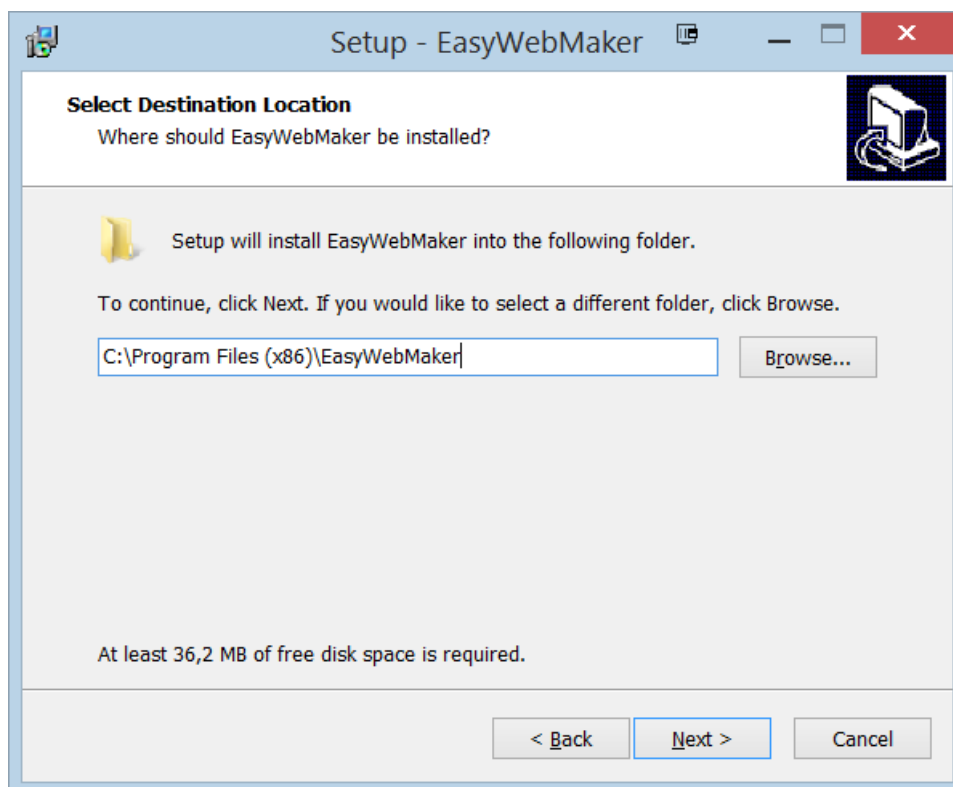 Setup - EasyWebMaker
Select Destination Location
Where should EasyWebMaker be installed?
Setup will install EasyWebMaker into the following folder.
To continue, click Next. If you would like to select a different folder, click Browse.
C:\Program Files (x86)\EasyWebMaker
Browse...
At least 36,2 MB of free disk space is required.
< Back
Next >
Cancel